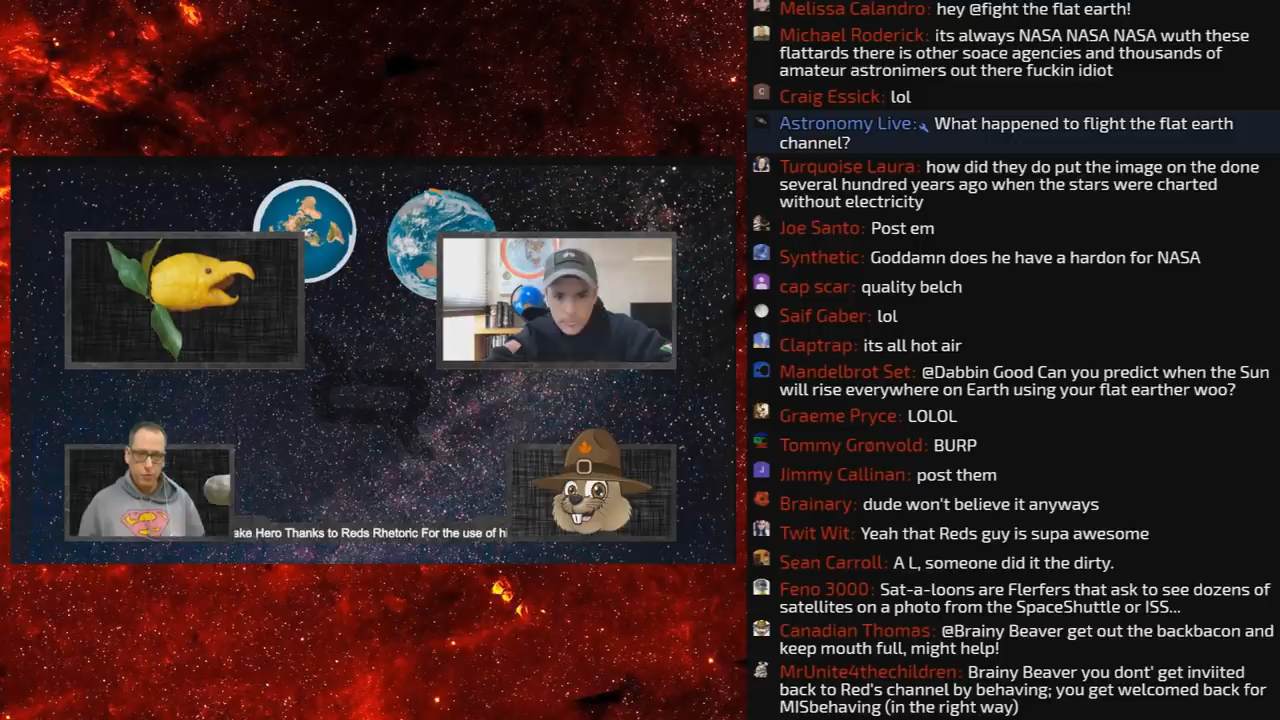 Melissa Calandro: hey @fight the flat earth!
Michael Roderick: its always NASA NASA NASA wuth these
flattards there is other soace agencies and thousands of
amateur astronimers out there fuckin idiot
Craig Essick: lol
Astronomy Live: What happened to flight the flat earth
channel?
Turquoise Laura: how did they do put the image on the done
several hundred years ago when the stars were charted
without electricity
Joe Santo: Post em
Synthetic: Goddamn does he have a hardon for NASA
cap scar: quality belch
Saif Gaber: lol
Claptrap: its all hot air
Mandelbrot Set: @Dabbin Good Can you predict when the Sun
will rise everywhere on Earth using your flat earther woo?
Graeme Pryce: LOLOL
Tommy Grønvold: BURP
Jimmy Callinan: post them
Brainary: dude won't believe it anyways
Twit Wit: Yeah that Reds guy is supa awesome
Sean Carroll: A L, someone did it the dirty.
Feno 3000: Sat-a-loons are Flerfers that ask to see dozens of
satellites on a photo from the SpaceShuttle or ISS...
Canadian Thomas: @Brainy Beaver get out the backbacon and
keep mouth full, might help!
MrUnite4thechildren: Brainy Beaver you dont' get inviited
back to Red's channel by behaving; you get welcomed back for
MISbehaving (in the right way)
ake Hero Thanks to Reds Rhetoric For the use of hi